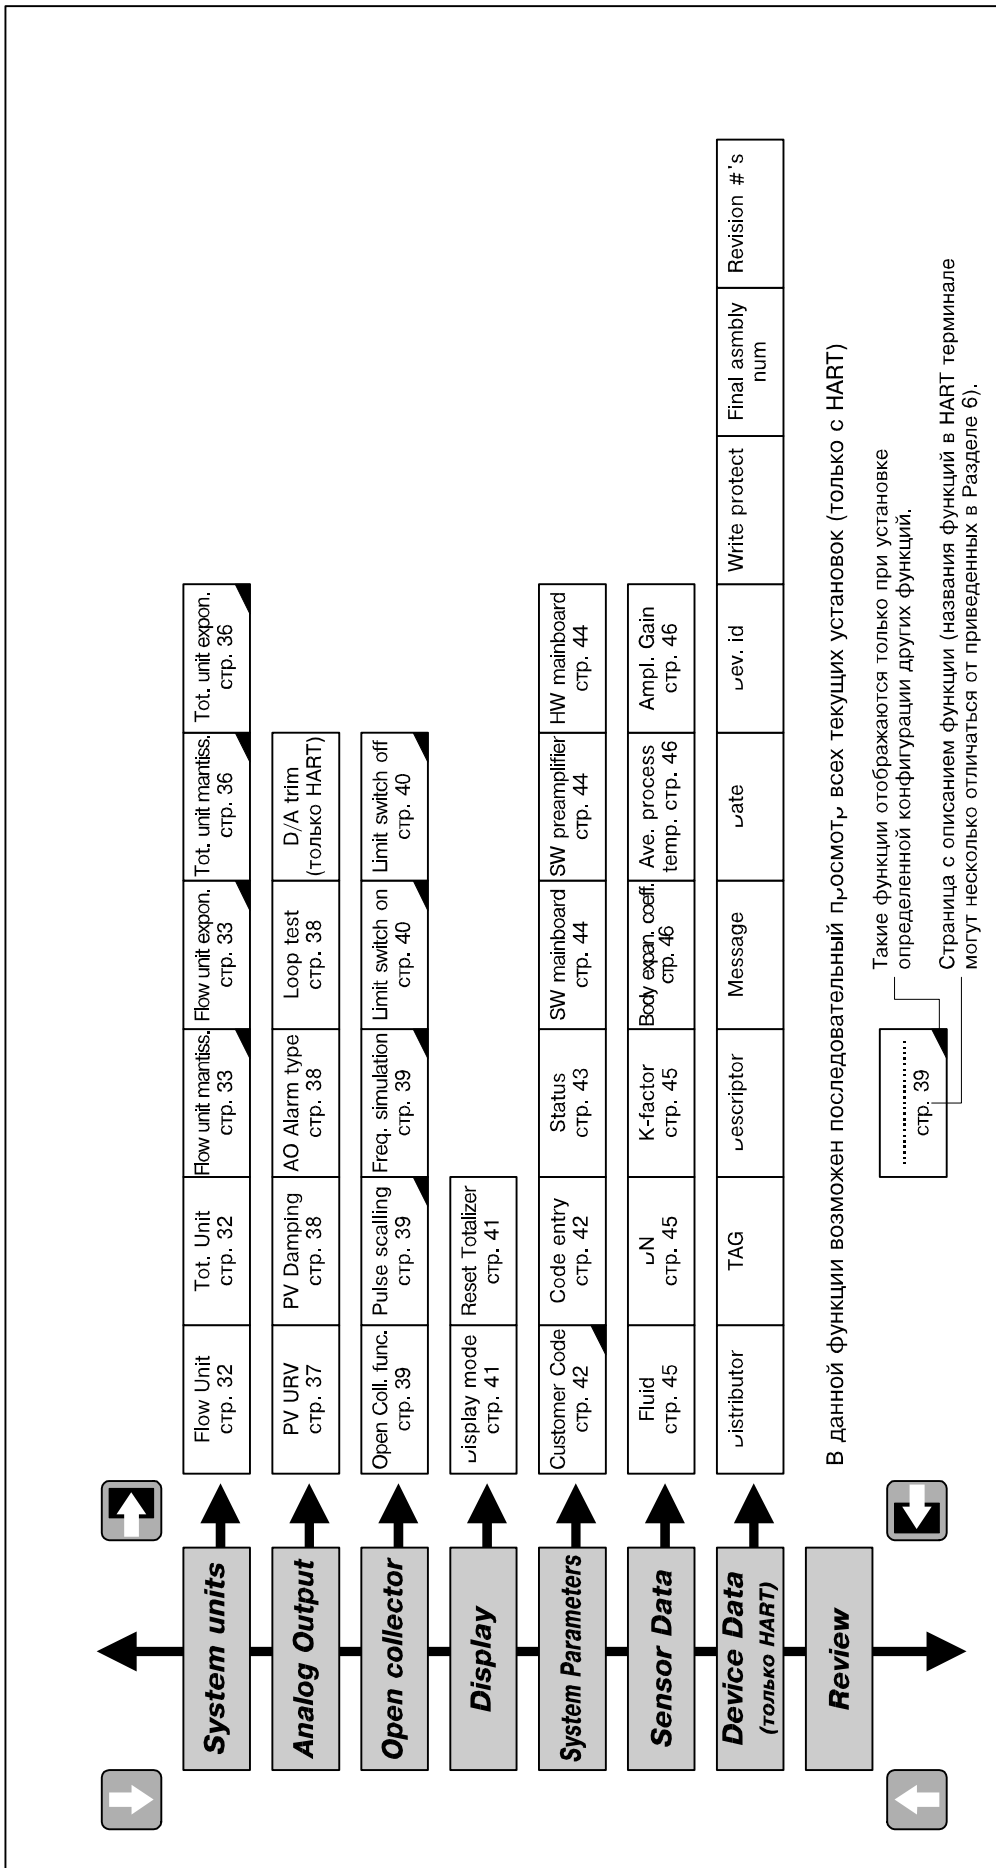 System units
Flow Unit
стр. 32
Tot. Unit
стр. 32
Flow unit mantiss.
стр. 33
Flow unit expon.
стр. 33
Tot. unit mantiss.
стр. 36
Tot. unit expon.
стр. 36
Analog Output
PV URV
стр. 37
PV Damping
стр. 38
AO Alarm type
стр. 38
Loop test
стр. 38
D/A trim
(только HART)
Open collector
Open Coll. func.
стр. 39
Pulse scalling
стр. 39
Freq. simulation
стр. 39
Limit switch on
стр. 40
Limit switch off
стр. 40
Display
Display mode
стр. 41
Reset Totalizer
стр. 41
System Parameters
Customer Code
стр. 42
Code entry
стр. 42
Status
стр. 43
SW mainboard
стр. 44
SW preamplifier
стр. 44
HW mainboard
стр. 44
Sensor Data
Fluid
стр. 45
DN
стр. 45
K-factor
стр. 45
Body expan. coeff.
стр. 46
Ave. process
temp. стр. 46
Ampl. Gain
стр. 46
Device Data
(только HART)
Distributor
TAG
Descriptor
Message
Date
Dev. id
Write protect
Final asmbly
num
Revision #'s
Review
В данной функции возможен последовательный просмотр всех текущих установок (только с HART)
стр. 39
Такие функции отображаются только при установке
определенной конфигурации других функций.
Страница с описанием функции (названия функций в HART терминале
могут несколько отличаться от приведенных в Разделе 6).